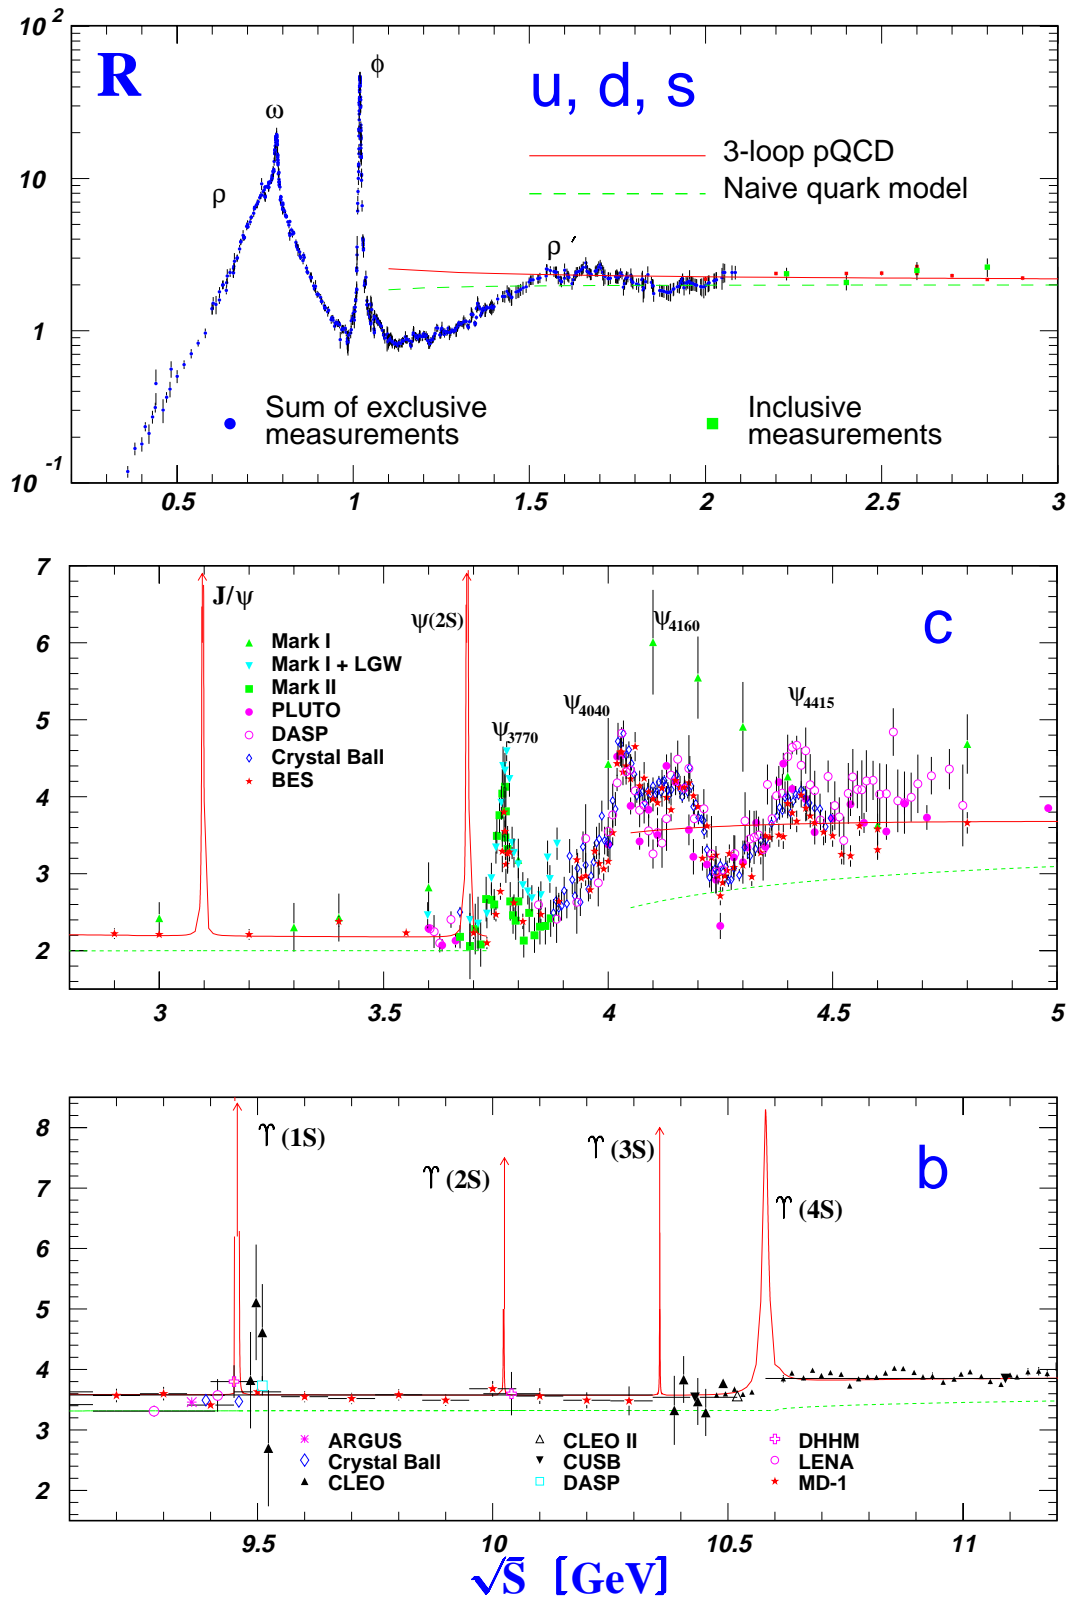 10 2
R
ϕ
u, d, s
ω
3-loop pQCD
Naive quark model
10
ρ
ρ ′
1
Sum of exclusive
measurements
Inclusive
measurements
10 -1
0.5 1 1.5 2 2.5 3
7
J/ψ
ψ(2S)
ψ4160
c
Mark I
Mark I + LGW
Mark II
PLUTO
DASP
Crystal Ball
BES
6
ψ3770
ψ4040
ψ4415
5
4
3
2
3 3.5 4 4.5 5
8
ϒ (1S)
ϒ (2S)
ϒ (3S)
b
ϒ (4S)
7
6
5
4
3
2
ARGUS
Crystal Ball
CLEO
CLEO II
CUSB
DASP
DHHM
LENA
MD-1
9.5 10 10.5 11
√S̄ [GeV]